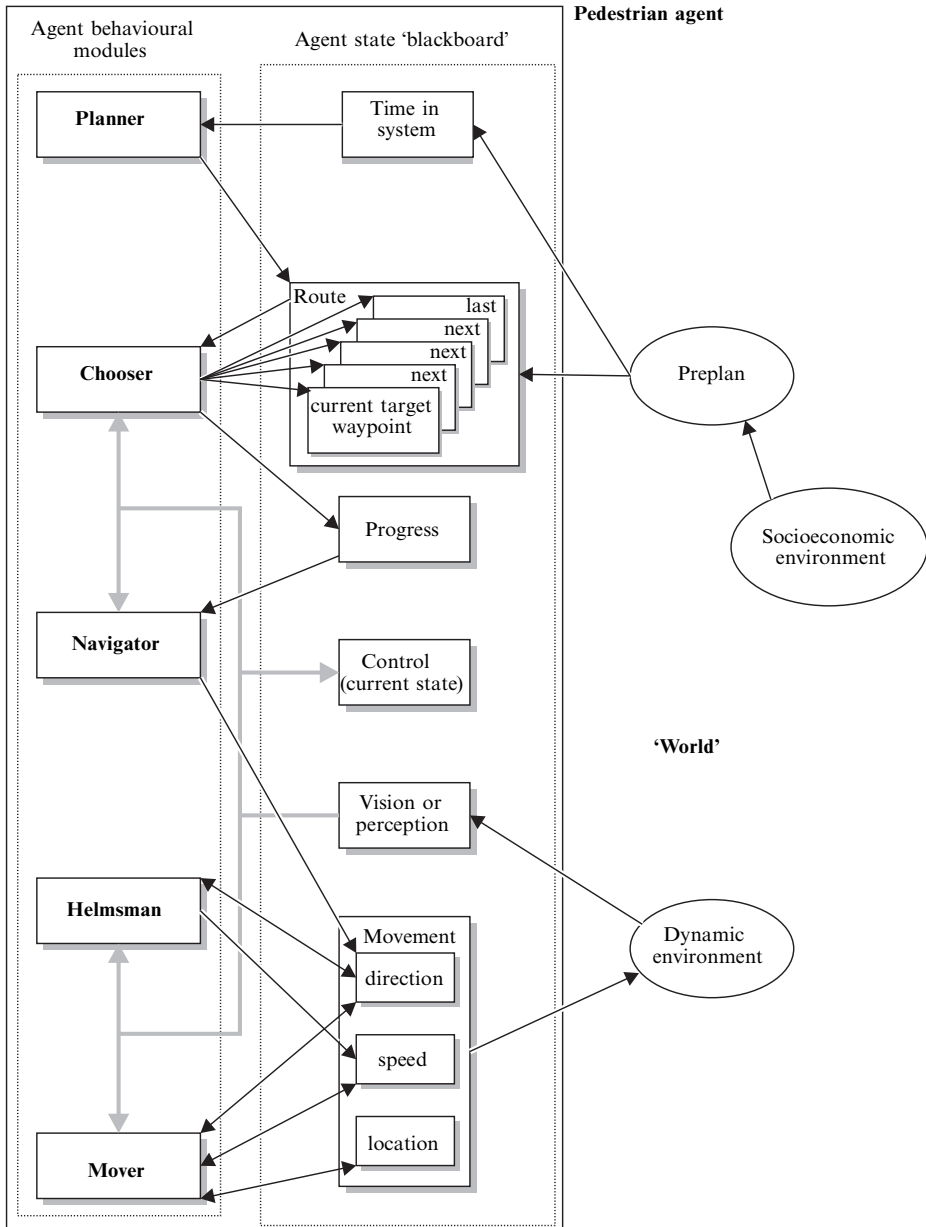 Pedestrian agent
Agent behavioural
modules
Agent state ‘blackboard’
Planner
Time in
system
Route
last
next
next
next
current target
waypoint
Chooser
Preplan
Progress
Socioeconomic
environment
Navigator
Control
(current state)
‘World’
Vision or
perception
Helmsman
Movement
direction
Dynamic
environment
speed
location
Mover